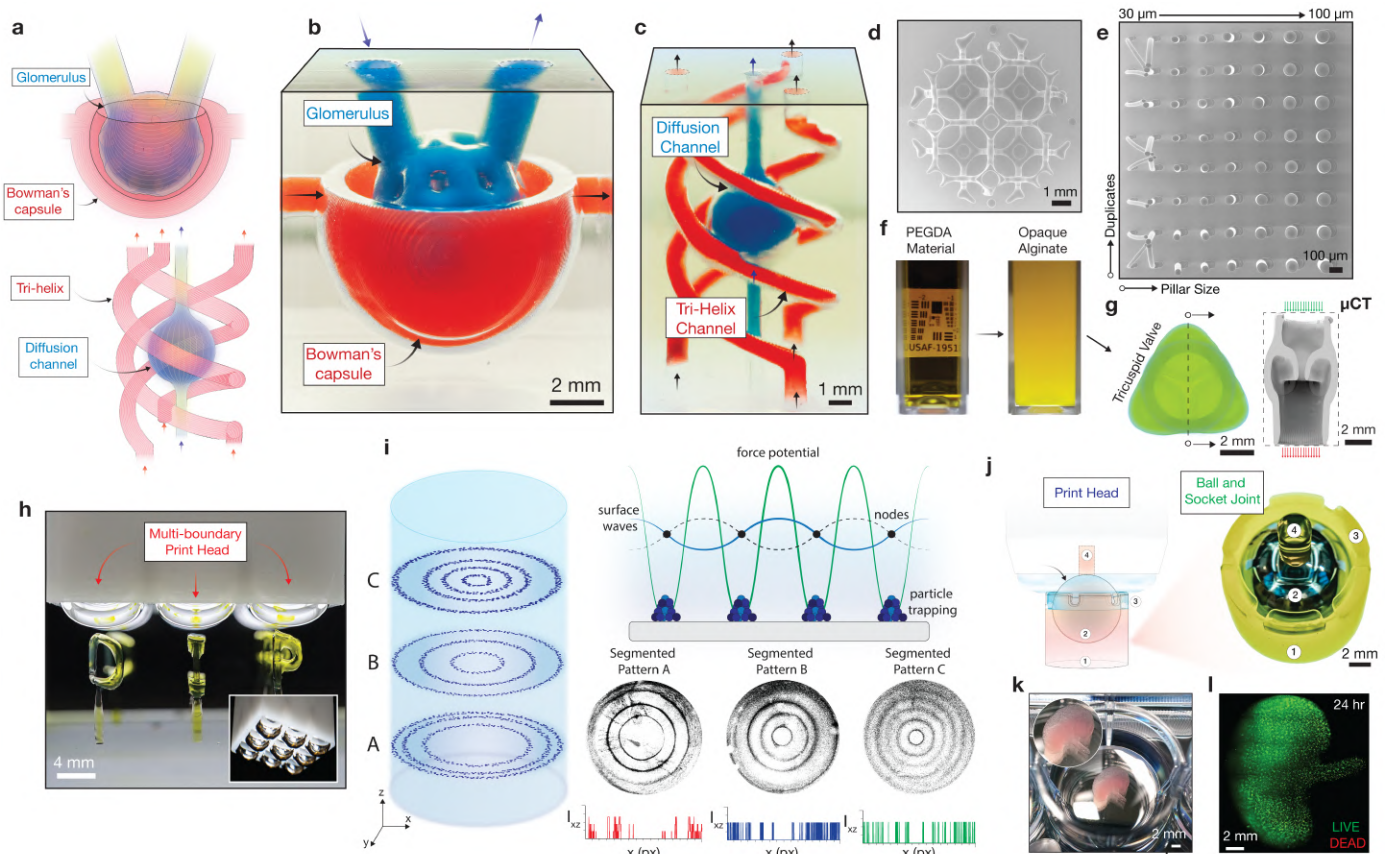 a
Glomerulus
Bowman's
capsule
Tri-helix
Diffusion
channel
b
Glomerulus
Bowman's
capsule
2 mm
c
Diffusion
Channel
Tri-Helix
Channel
1 mm
d
1 mm
e
30 µm
100 µm
Duplicates
Pillar Size
100 µm
f
PEGDA
Material
Opaque
Alginate
USAF-1951
g
Tricuspid Valve
2 mm
µCT
2 mm
h
Multi-boundary
Print Head
4 mm
i
C
B
A
z
x
y
force potential
surface
waves
nodes
particle
trapping
Segmented
Pattern A
Segmented
Pattern B
Segmented
Pattern C
Ixz
x (px)
Ixz
x (px)
Ixz
x (px)
j
Print Head
Ball and
Socket Joint
4
3
2
1
4
3
2
1
2 mm
k
2 mm
l
24 hr
2 mm
LIVE
DEAD